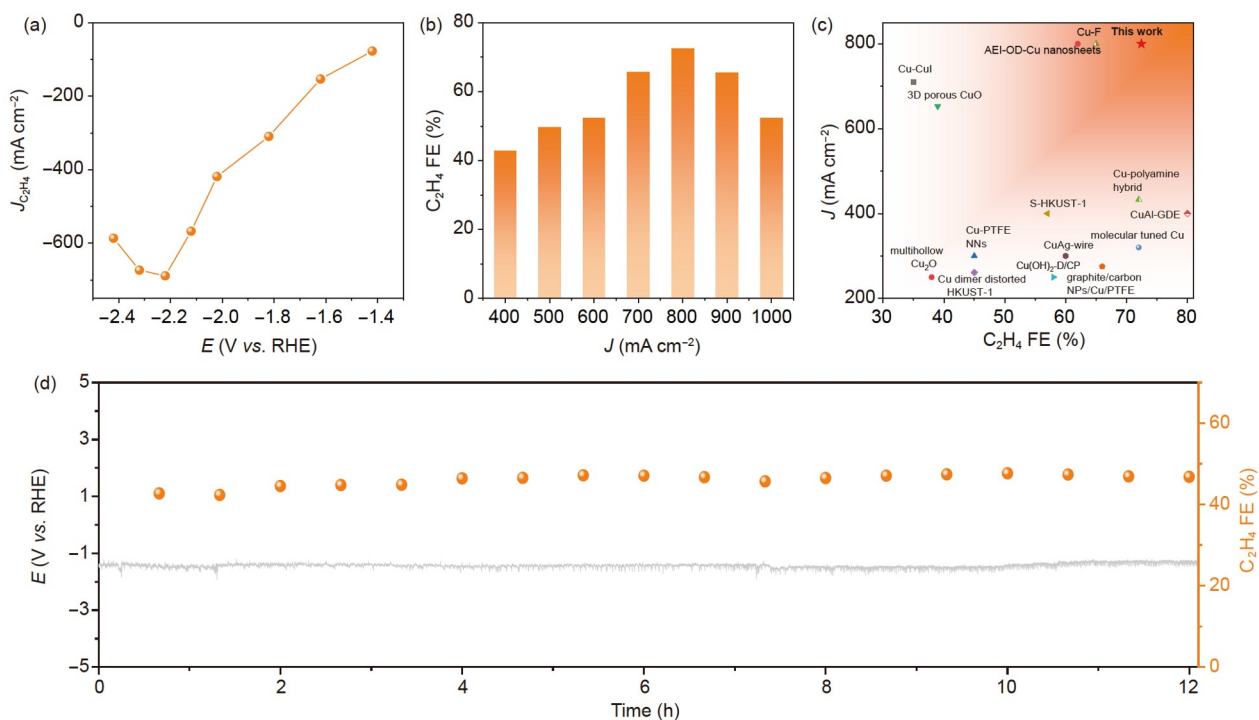 (a)
0
−200
−400
−600
J_C₂H₄ (mA cm⁻²)
−2.4 −2.2 −2.0 −1.8 −1.6 −1.4
E (V vs. RHE)
(b)
80
60
40
20
0
C₂H₄ FE (%)
400 500 600 700 800 900 1000
J (mA cm⁻²)
(c)
800
600
400
200
J (mA cm⁻²)
Cu-F
This work
AEI-OD-Cu nanosheets
Cu-CuI
3D porous CuO
Cu-polyamine
hybrid
S-HKUST-1
CuAl-GDE
Cu-PTFE
NNs
molecular tuned Cu
multihollow
Cu₂O
CuAg-wire
Cu(OH)₂-D/CP
Cu dimer distorted
HKUST-1
graphite/carbon
NPs/Cu/PTFE
30 40 50 60 70 80
C₂H₄ FE (%)
(d)
5
3
1
−1
−3
−5
E (V vs. RHE)
60
40
20
0
C₂H₄ FE (%)
0 2 4 6 8 10 12
Time (h)